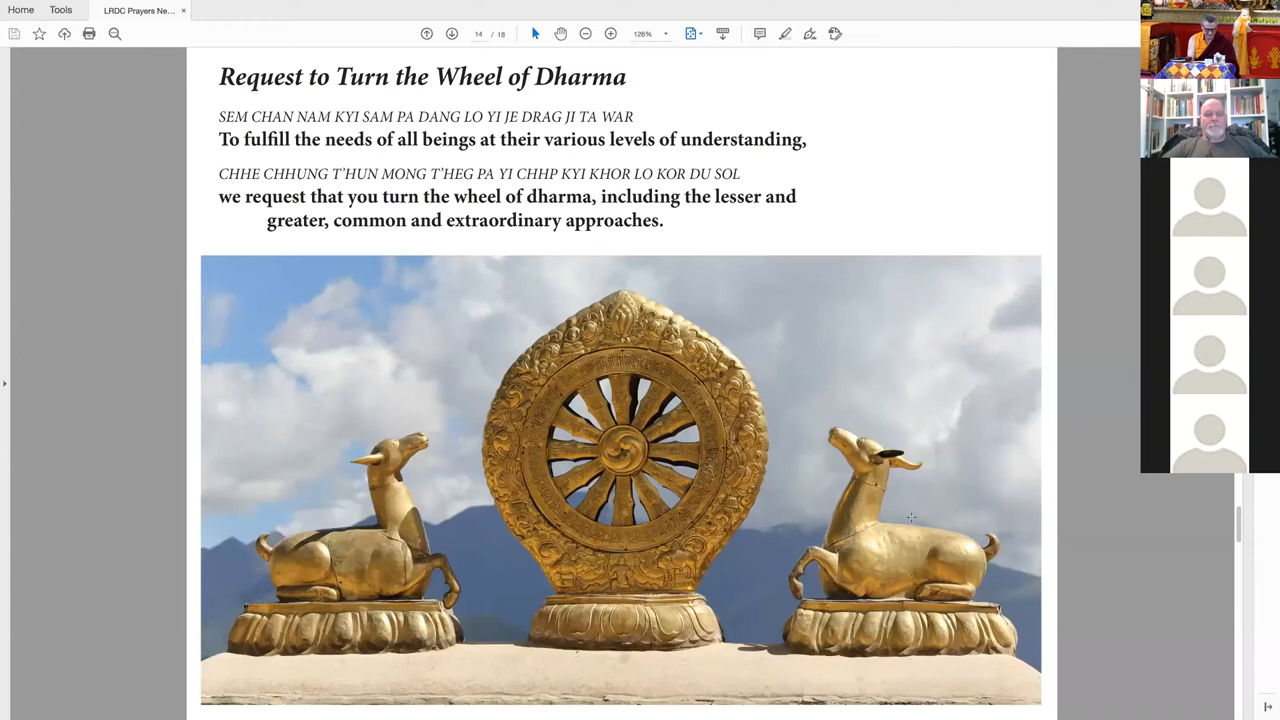 Home Tools LRDC Prayers Ne... ×
14 / 18 126%
Request to Turn the Wheel of Dharma
SEM CHAN NAM KYI SAM PA DANG LO YI JE DRAG JI TA WAR
To fulfill the needs of all beings at their various levels of understanding,
CHHE CHHUNG T'HUN MONG T'HEG PA YI CHHP KYI KHOR LO KOR DU SOL
we request that you turn the wheel of dharma, including the lesser and
greater, common and extraordinary approaches.